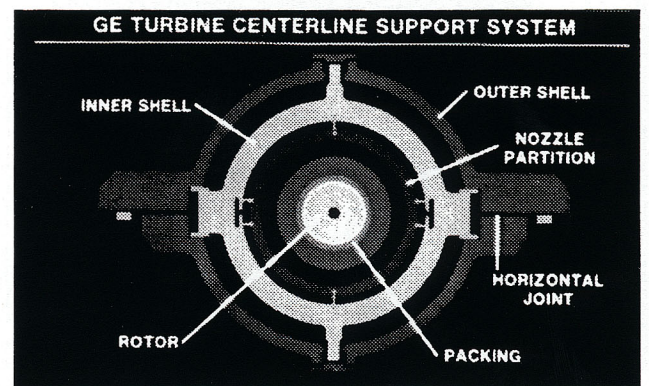 GE TURBINE CENTERLINE SUPPORT SYSTEM
INNER SHELL
OUTER SHELL
NOZZLE
PARTITION
HORIZONTAL
JOINT
ROTOR
PACKING